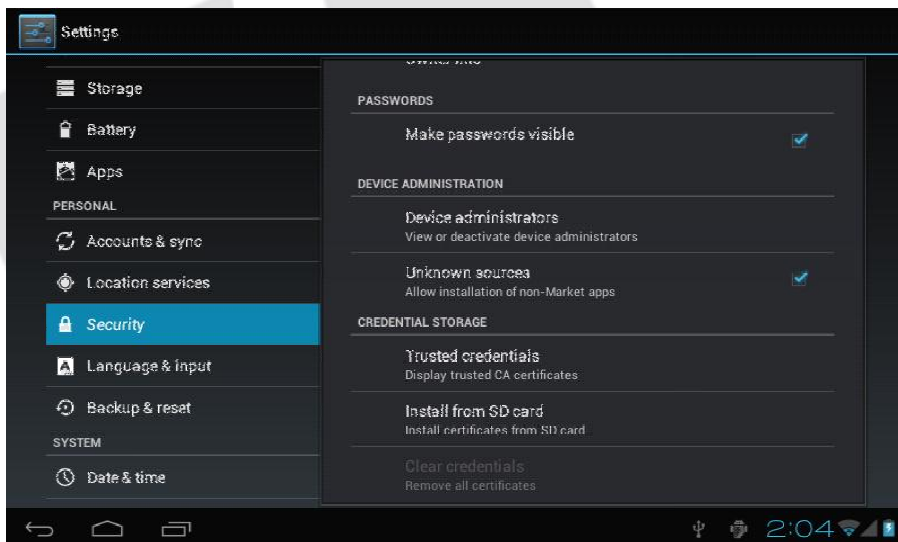 Settings
Storage
Battery
Apps
PERSONAL
Accounts & sync
Location services
Security
Language & input
Backup & reset
SYSTEM
Date & time
PASSWORDS
Make passwords visible
DEVICE ADMINISTRATION
Device administrators
View or deactivate device administrators
Unknown sources
Allow installation of non-Market apps
CREDENTIAL STORAGE
Trusted credentials
Display trusted CA certificates
Install from SD card
Install certificates from SD card
Clear credentials
Remove all certificates
2:04